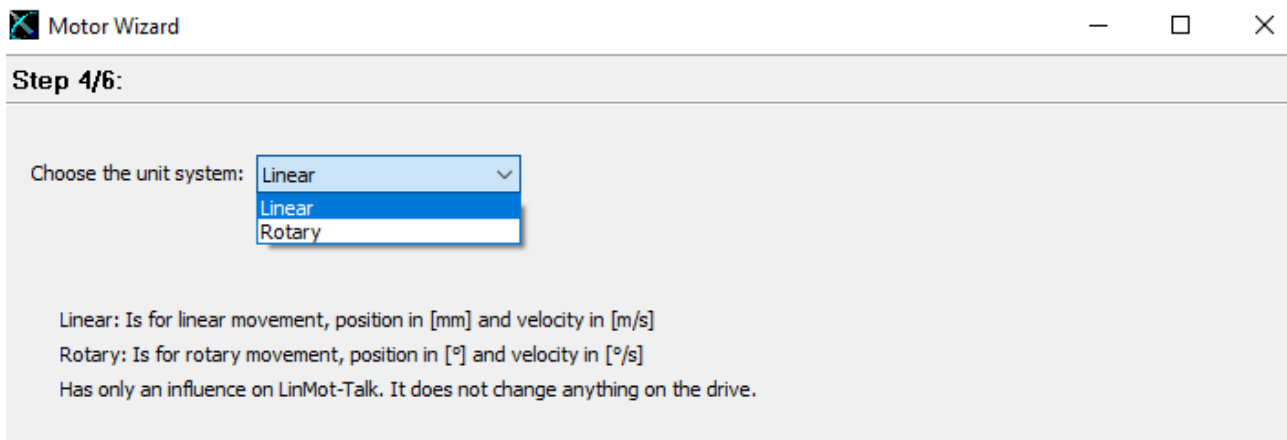 Motor Wizard
Step 4/6:
Choose the unit system: Linear
Linear
Rotary
Linear: Is for linear movement, position in [mm] and velocity in [m/s]
Rotary: Is for rotary movement, position in [°] and velocity in [°/s]
Has only an influence on LinMot-Talk. It does not change anything on the drive.